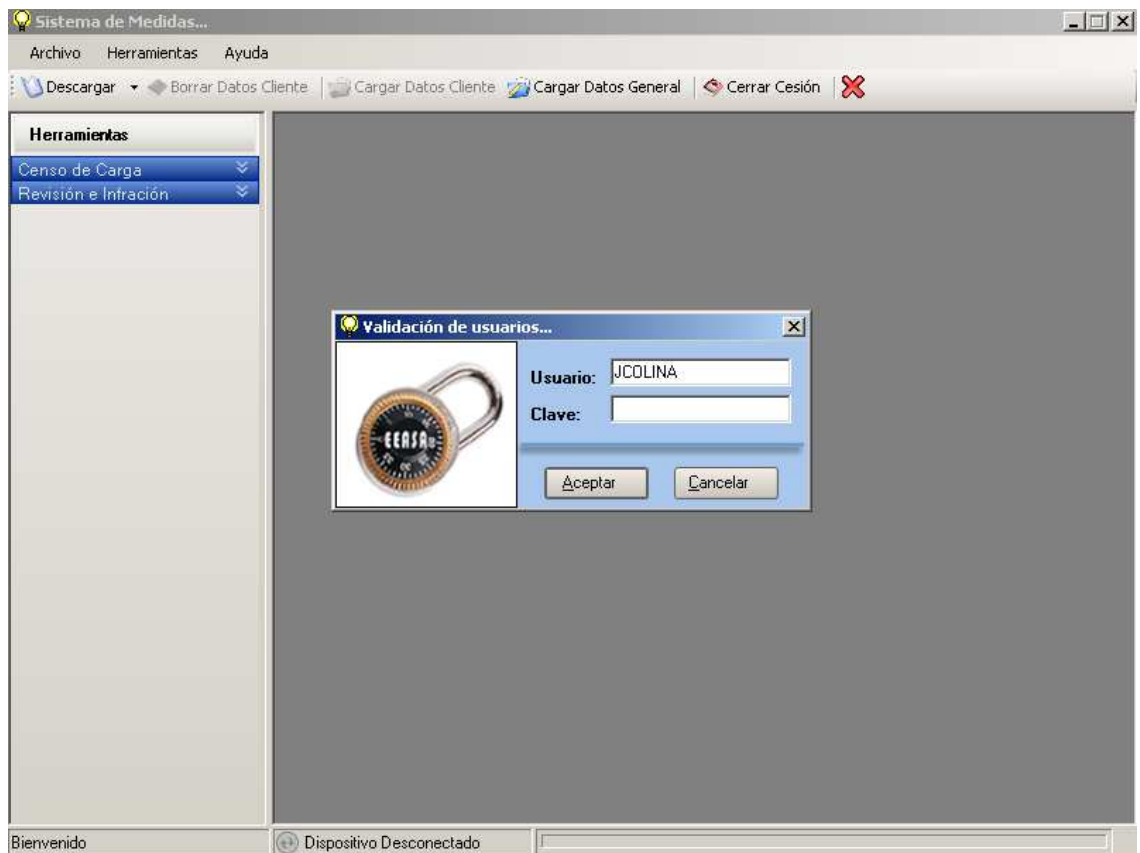 Sistema de Medidas...
Archivo Herramientas Ayuda
Descargar Borrar Datos Cliente Cargar Datos Cliente Cargar Datos General Cerrar Cesión
Herramientas
Censo de Carga
Revisión e Infración
Validación de usuarios...
EEASA
Usuario: JCOLINA
Clave:
Aceptar Cancelar
Bienvenido Dispositivo Desconectado